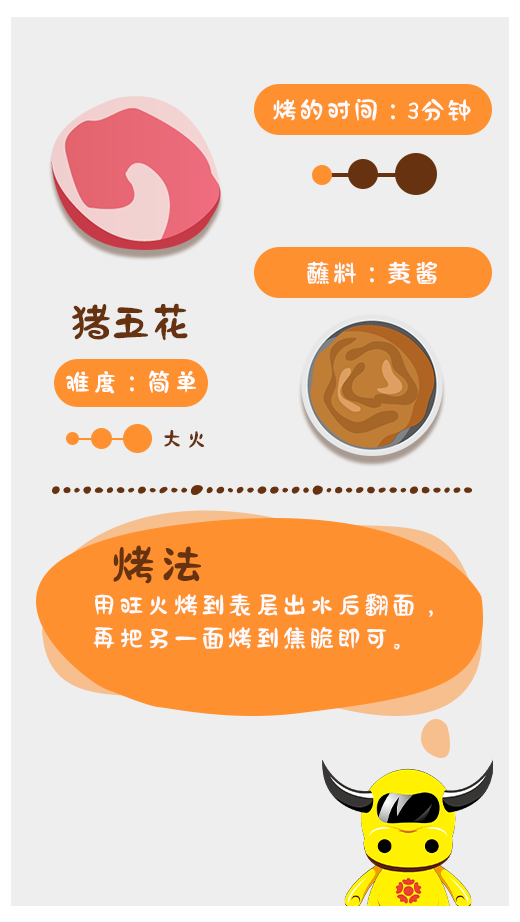 烤的时间：3分钟
蘸料：黄酱
猪五花
难度：简单
大火
烤法
用旺火烤到表层出水后翻面，
再把另一面烤到焦脆即可。